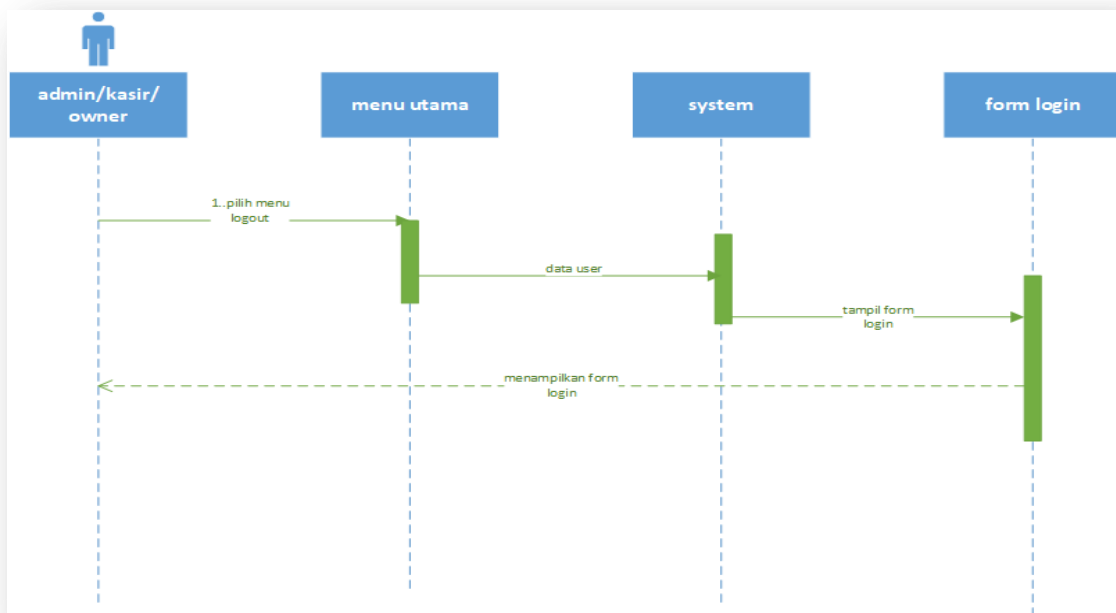 admin/kasir/
owner
menu utama
system
form login
1..pilih menu
logout
data user
tampil form
login
menampilkan form
login